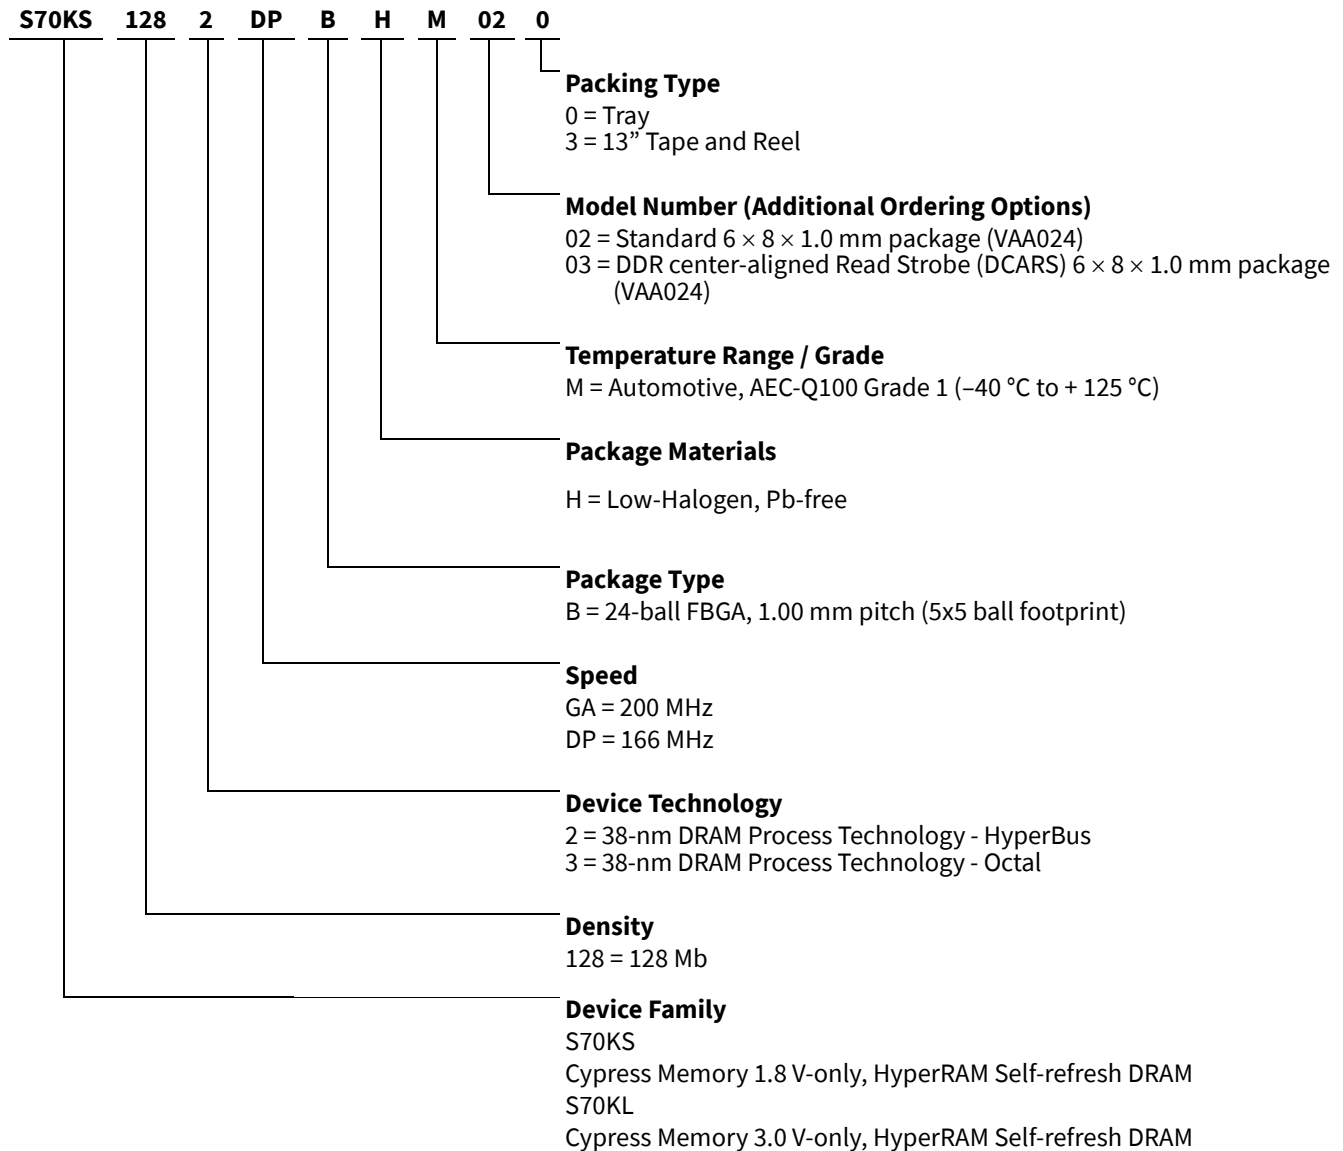 S70KS 128 2 DP B H M 02 0
Packing Type
0 = Tray
3 = 13” Tape and Reel
Model Number (Additional Ordering Options)
02 = Standard 6 × 8 × 1.0 mm package (VAA024)
03 = DDR center-aligned Read Strobe (DCARS) 6 × 8 × 1.0 mm package
(VAA024)
Temperature Range / Grade
M = Automotive, AEC-Q100 Grade 1 (–40 °C to + 125 °C)
Package Materials
H = Low-Halogen, Pb-free
Package Type
B = 24-ball FBGA, 1.00 mm pitch (5x5 ball footprint)
Speed
GA = 200 MHz
DP = 166 MHz
Device Technology
2 = 38-nm DRAM Process Technology - HyperBus
3 = 38-nm DRAM Process Technology - Octal
Density
128 = 128 Mb
Device Family
S70KS
Cypress Memory 1.8 V-only, HyperRAM Self-refresh DRAM
S70KL
Cypress Memory 3.0 V-only, HyperRAM Self-refresh DRAM